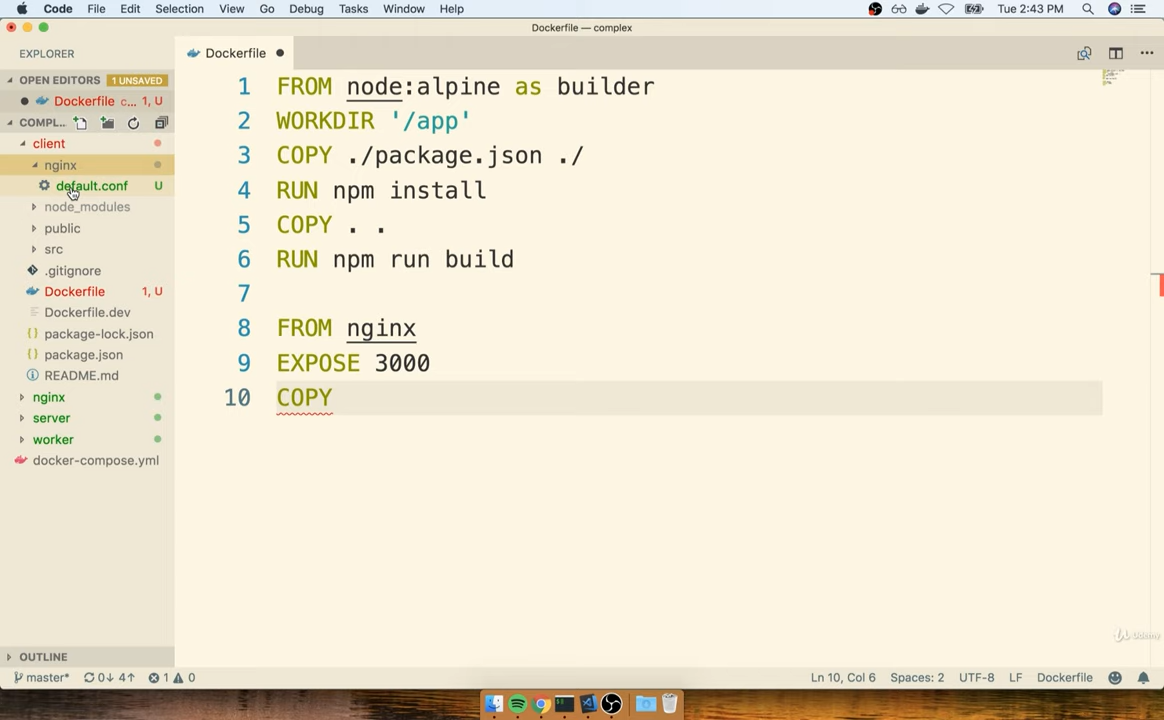 Code File Edit Selection View Go Debug Tasks Window Help Tue 2:43 PM
Dockerfile — complex
EXPLORER
Dockerfile
OPEN EDITORS 1 UNSAVED
Dockerfile c... 1, U
COMPL...
client
nginx
default.conf U
node_modules
public
src
.gitignore
Dockerfile 1, U
Dockerfile.dev
package-lock.json
package.json
README.md
nginx
server
worker
docker-compose.yml
OUTLINE
1 FROM node:alpine as builder
2 WORKDIR '/app'
3 COPY ./package.json ./
4 RUN npm install
5 COPY . .
6 RUN npm run build
7
8 FROM nginx
9 EXPOSE 3000
10 COPY
Udemy
master* 0↓ 4↑ 1 0 Ln 10, Col 6 Spaces: 2 UTF-8 LF Dockerfile